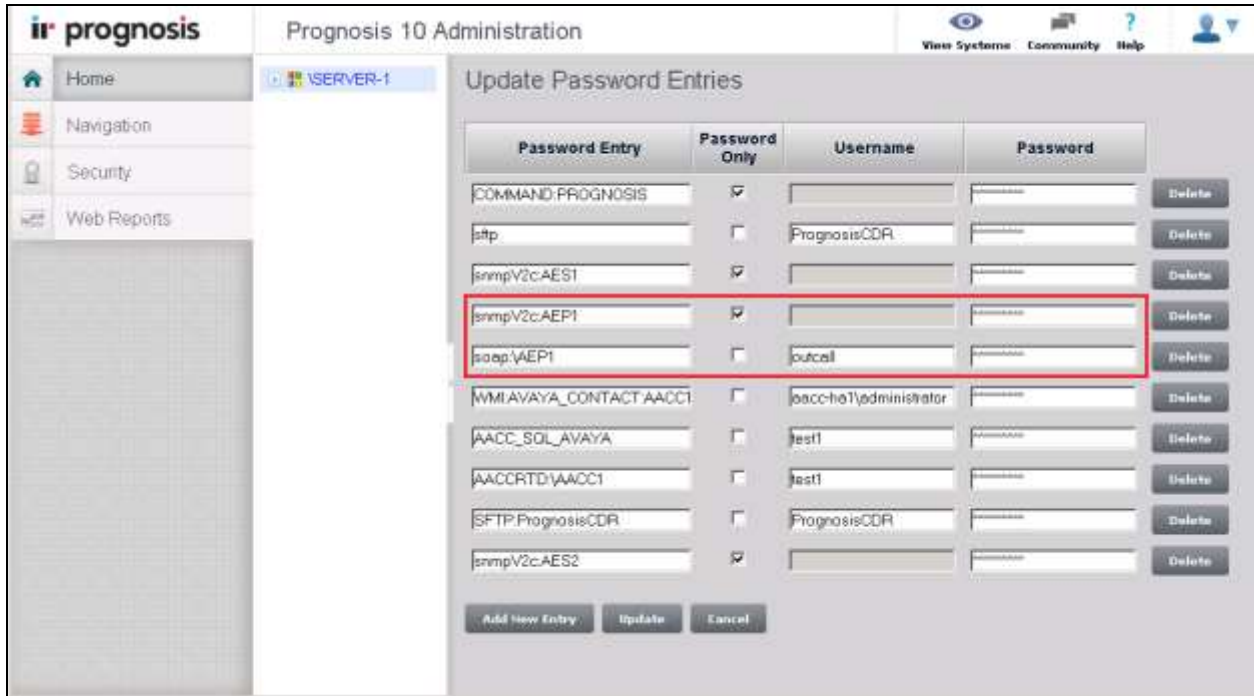 ir prognosis
Prognosis 10 Administration
View Systems Community Help
Home
Navigation
Security
Web Reports
\SERVER-1
Update Password Entries
Password Entry Password Only Username Password
COMMAND:PROGNOSIS Delete
sftp PrognosisCDR Delete
snmpV2c:AES1 Delete
snmpV2c:AEP1 Delete
soap:\AEP1 outcall Delete
WMI:AVAYA_CONTACT:AACC1 aacc-ha1\administrator Delete
AACC_SQL_AVAYA test1 Delete
AACCRTD:\AACC1 test1 Delete
SFTP:PrognosisCDR PrognosisCDR Delete
snmpV2c:AES2 Delete
Add New Entry Update Cancel